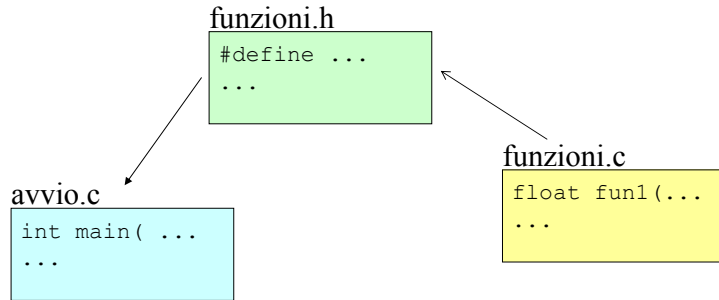 funzioni.h
#define ...
...
funzioni.c
float fun1(...
...
avvio.c
int main( ...
...